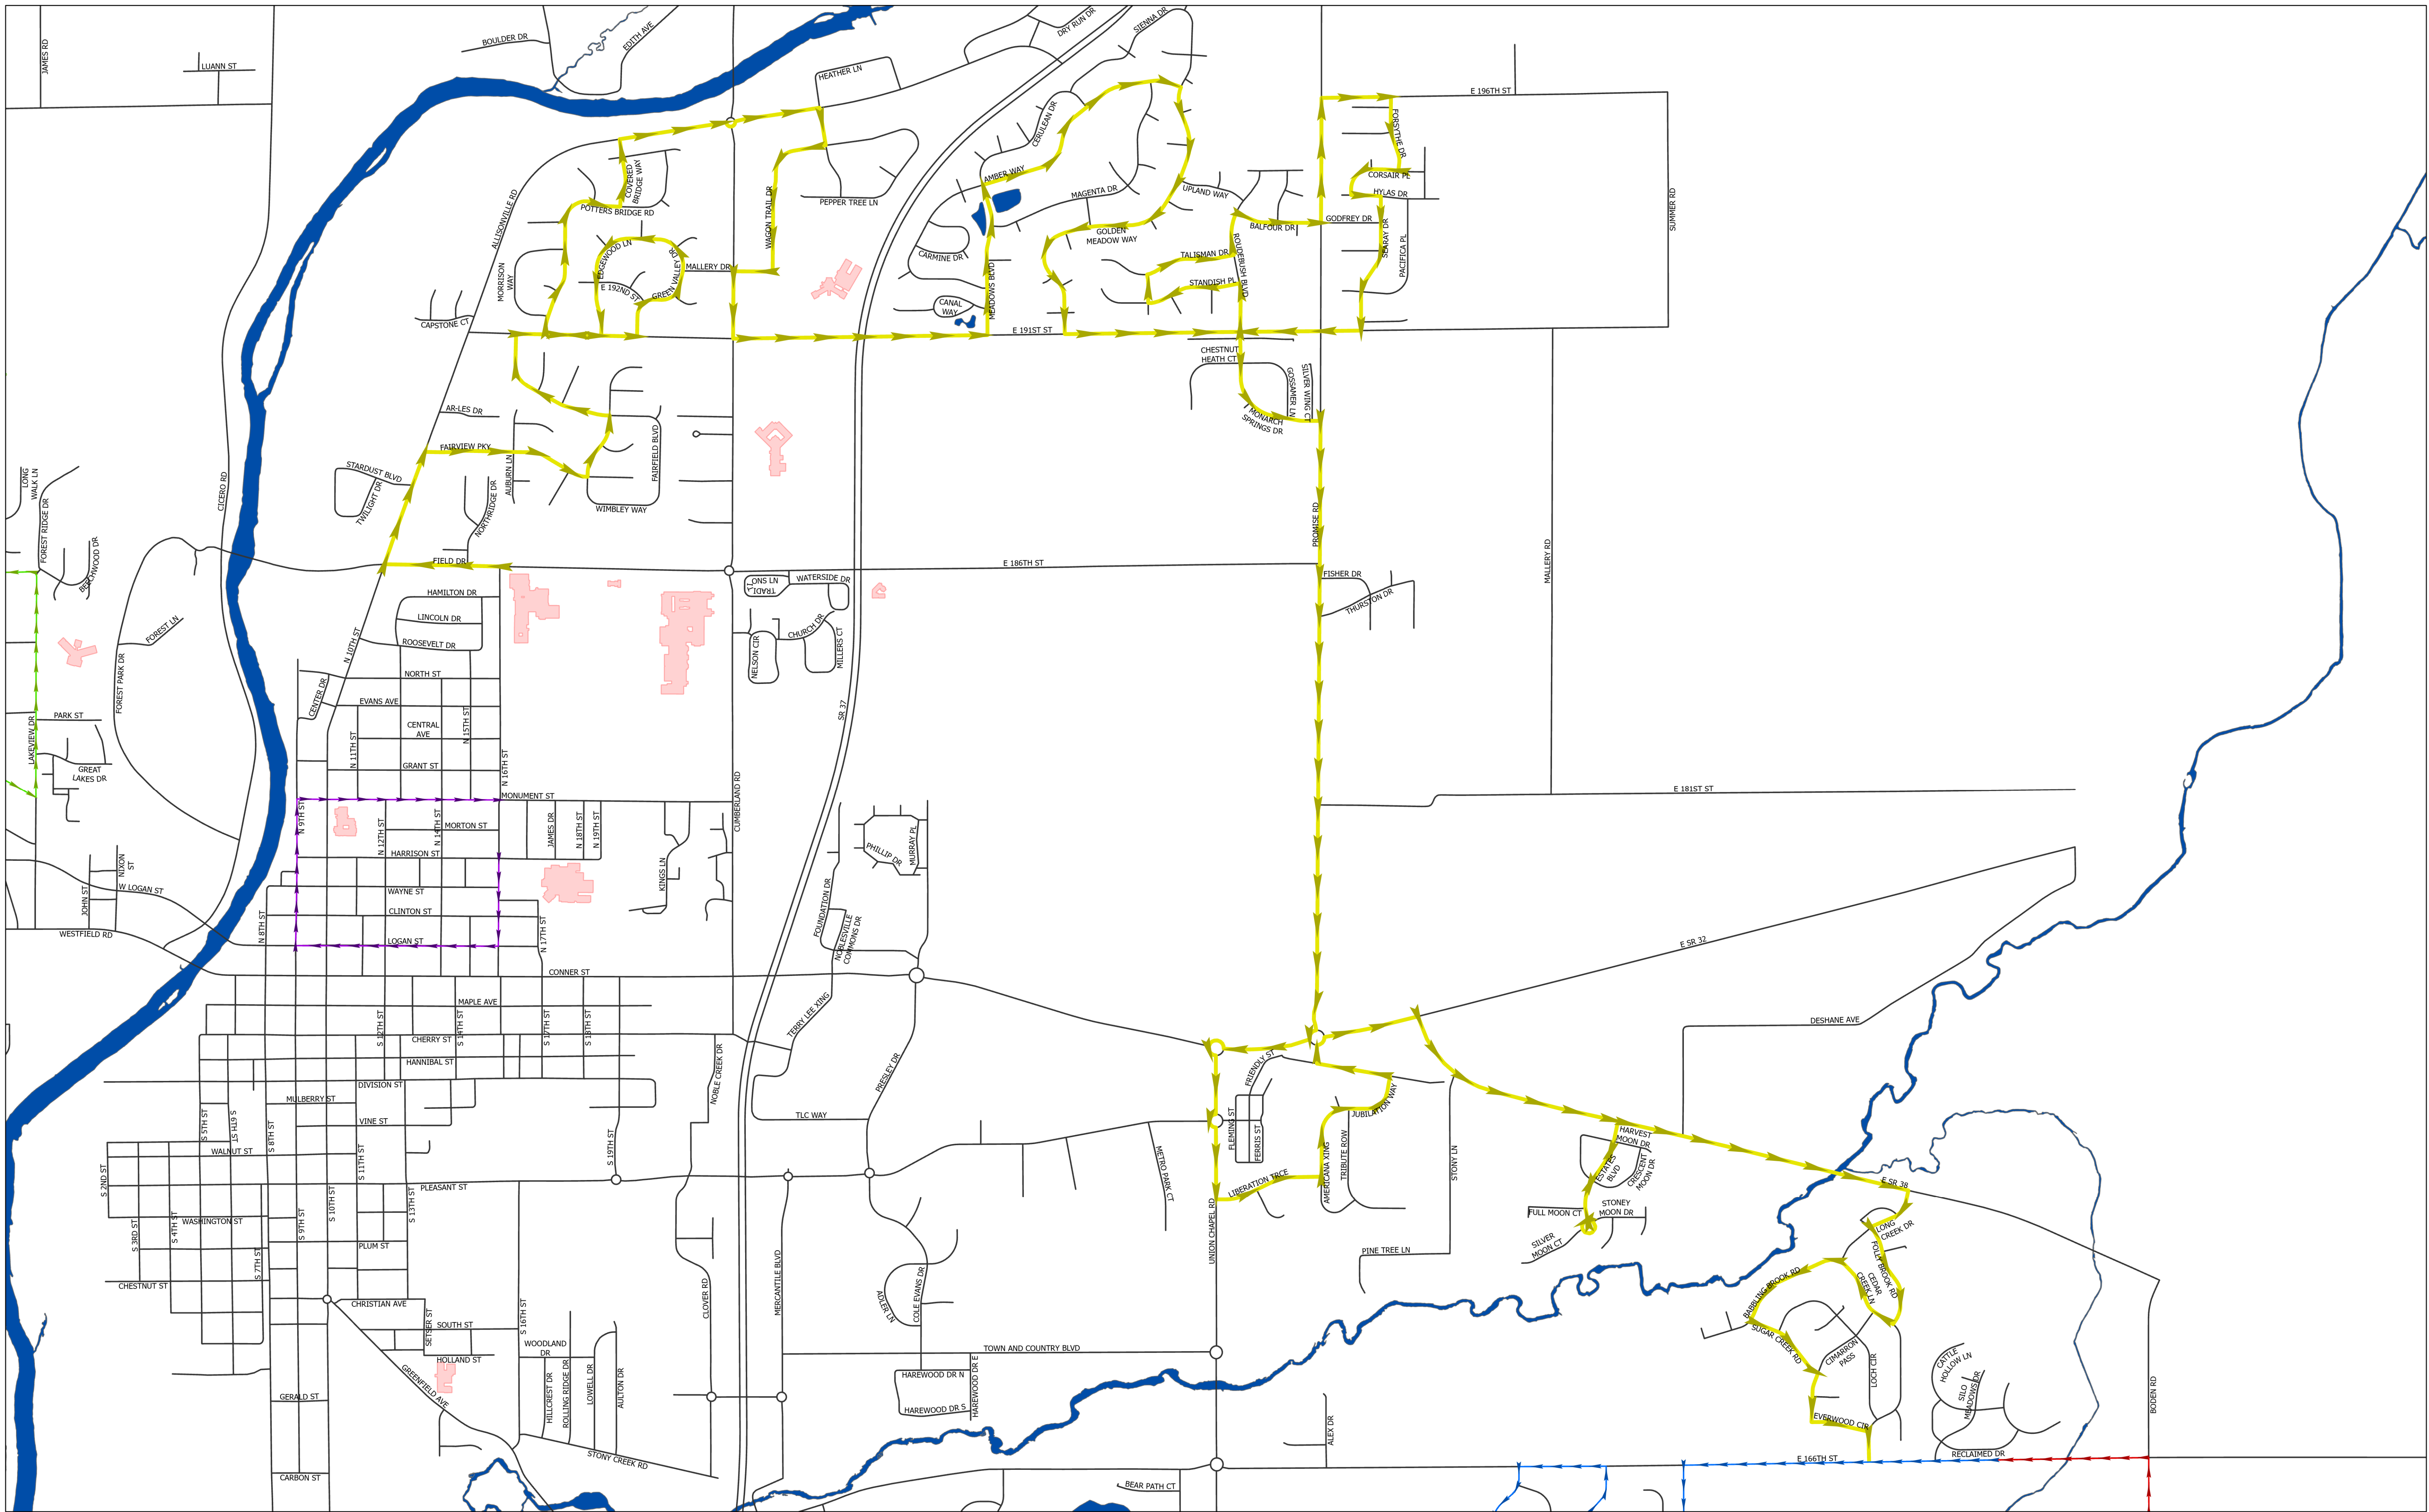 JAMES RD
LUANN ST
BOULDER DR
EDITH AVE
HEATHER LN
DRY RUN DR
SIENNA DR
CERULEAN DR
E 196TH ST
FORSYTHE DR
CORSAIR PL
HYLAS DR
SUMMER RD
COVERED
BRIDGE WAY
POTTERS BRIDGE RD
ALLISONVILLE RD
WAGON TRAIL DR
PEPPER TREE LN
AMBER WAY
MAGENTA DR
UPLAND WAY
GOLDEN
MEADOW WAY
BALFOUR DR
GODFREY DR
SEARAY DR
PACIFICA PL
CARMINE DR
TALISMAN DR
ROUDEBUSH BLVD
STANDISH PL
EDGEWOOD LN
GREEN VALLEY DR
MALLERY DR
E 192ND ST
MORRISON
WAY
CAPSTONE CT
CANAL
WAY
MEADOWS BLVD
E 191ST ST
CHESTNUT
HEATH CT
GOSSAMER LN
SILVER WING CT
MONARCH
SPRINGS DR
AR-LES DR
FAIRVIEW PKY
AUBURN LN
FAIRFIELD BLVD
WIMBLEY WAY
STARDUST BLVD
TWILIGHT DR
NORTHRIDGE DR
CICERO RD
LONG
WALK LN
FOREST RIDGE DR
BEECHWOOD DR
FIELD DR
E 186TH ST
PROMISE RD
MALLERY RD
FISHER DR
THURSTON DR
WATERSIDE DR
CHURCH DR
NELSON CIR
MILLERS CT
HAMILTON DR
LINCOLN DR
ROOSEVELT DR
N 10TH ST
NORTH ST
CENTER DR
EVANS AVE
CENTRAL
AVE
N 15TH ST
N 11TH ST
GRANT ST
N 16TH ST
FOREST LN
FOREST PARK DR
PARK ST
LAKEVIEW DR
GREAT
LAKES DR
SR 37
CUMBERLAND RD
MONUMENT ST
N 9TH ST
N 12TH ST
N 14TH ST
MORTON ST
JAMES DR
N 18TH ST
N 19TH ST
HARRISON ST
WAYNE ST
CLINTON ST
LOGAN ST
N 8TH ST
N 17TH ST
KINGS LN
PHILLIP DR
MURRAY PL
FOUNDATION DR
NOBLESVILLE
COMMONS DR
E 181ST ST
E SR 32
DESHANE AVE
NIXON
ST
JOHN ST
W LOGAN ST
WESTFIELD RD
CONNER ST
MAPLE AVE
S 12TH ST
S 14TH ST
S 17TH ST
S 18TH ST
CHERRY ST
HANNIBAL ST
DIVISION ST
MULBERRY ST
VINE ST
S 5TH ST
S 6TH ST
S 8TH ST
WALNUT ST
S 11TH ST
S 2ND ST
PLEASANT ST
S 19TH ST
TERRY LEE XING
NOBLE CREEK DR
PRESLEY DR
TLC WAY
FRIENDLY ST
FLEMING ST
FERRIS ST
JUBILATION WAY
TRIBUTE ROW
AMERICANA XING
LIBERATION TRCE
STONY LN
METRO PARK CT
UNION CHAPEL RD
HARVEST
MOON DR
ESTATES
BLVD
CRESCENT
MOON DR
STONEY
MOON DR
FULL MOON CT
SILVER
MOON CT
PINE TREE LN
E SR 38
LONG
CREEK DR
FOLLY BROOK RD
CEDAR
CREEK LN
BABBLING BROOK RD
SUGAR CREEK RD
CIMARRON
PASS
LOCH CIR
EVERWOOD CIR
CATTLE
HOLLOW LN
SILO
MEADOWS DR
RECLAIMED DR
BODEN RD
E 166TH ST
S 3RD ST
S 4TH ST
WASHINGTON ST
S 7TH ST
S 9TH ST
S 10TH ST
S 13TH ST
PLUM ST
CHESTNUT ST
CHRISTIAN AVE
SETSER ST
SOUTH ST
HOLLAND ST
GREENFIELD AVE
GERALD ST
CARBON ST
S 16TH ST
WOODLAND
DR
HILLCREST DR
ROLLING RIDGE DR
LOWELL DR
AULTON DR
STONY CREEK RD
CLOVER RD
MERCANTILE BLVD
ADLER LN
COLE EVANS DR
TOWN AND COUNTRY BLVD
HAREWOOD DR N
HAREWOOD DR E
HAREWOOD DR S
ALEX DR
BEAR PATH CT